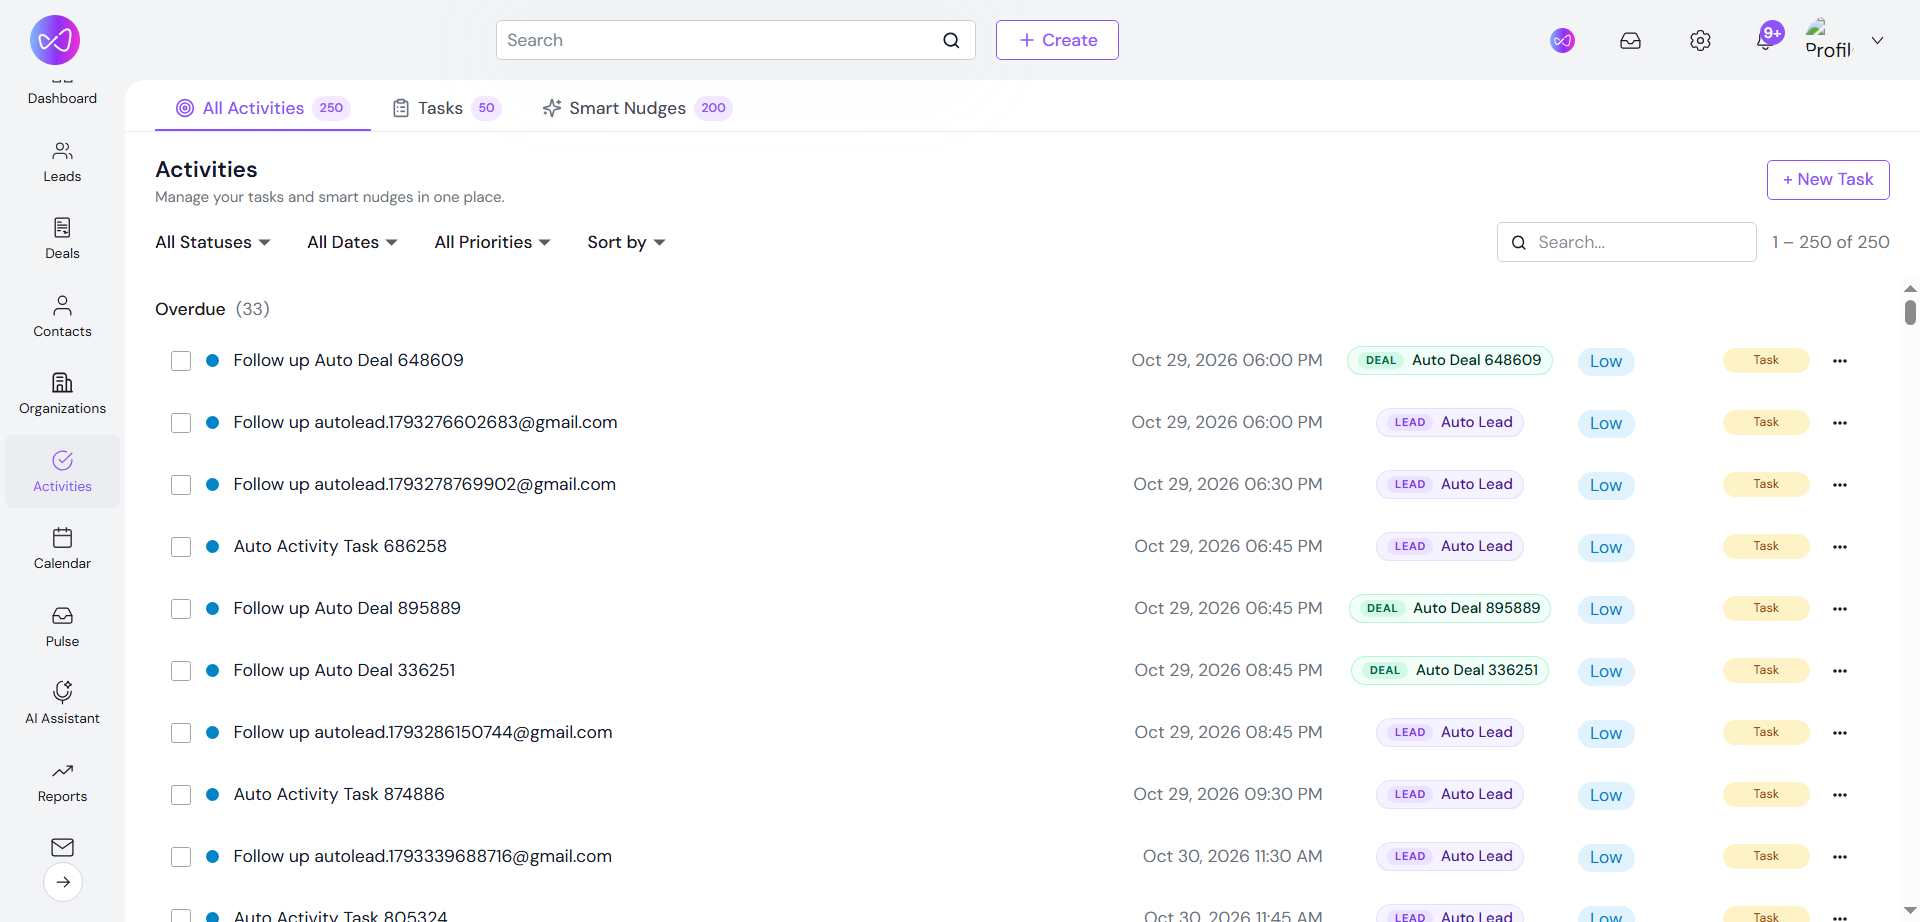 Search
+ Create
9+
Profil
Dashboard
Leads
Deals
Contacts
Organizations
Activities
Calendar
Pulse
AI Assistant
Reports
All Activities 250
Tasks 50
Smart Nudges 200
Activities
Manage your tasks and smart nudges in one place.
+ New Task
All Statuses
All Dates
All Priorities
Sort by
Search...
1 – 250 of 250
Overdue (33)
Follow up Auto Deal 648609 Oct 29, 2026 06:00 PM DEAL Auto Deal 648609 Low Task
Follow up autolead.1793276602683@gmail.com Oct 29, 2026 06:00 PM LEAD Auto Lead Low Task
Follow up autolead.1793278769902@gmail.com Oct 29, 2026 06:30 PM LEAD Auto Lead Low Task
Auto Activity Task 686258 Oct 29, 2026 06:45 PM LEAD Auto Lead Low Task
Follow up Auto Deal 895889 Oct 29, 2026 06:45 PM DEAL Auto Deal 895889 Low Task
Follow up Auto Deal 336251 Oct 29, 2026 08:45 PM DEAL Auto Deal 336251 Low Task
Follow up autolead.1793286150744@gmail.com Oct 29, 2026 08:45 PM LEAD Auto Lead Low Task
Auto Activity Task 874886 Oct 29, 2026 09:30 PM LEAD Auto Lead Low Task
Follow up autolead.1793339688716@gmail.com Oct 30, 2026 11:30 AM LEAD Auto Lead Low Task
Auto Activity Task 805324 Oct 30, 2026 11:45 AM LEAD Auto Lead Low Task